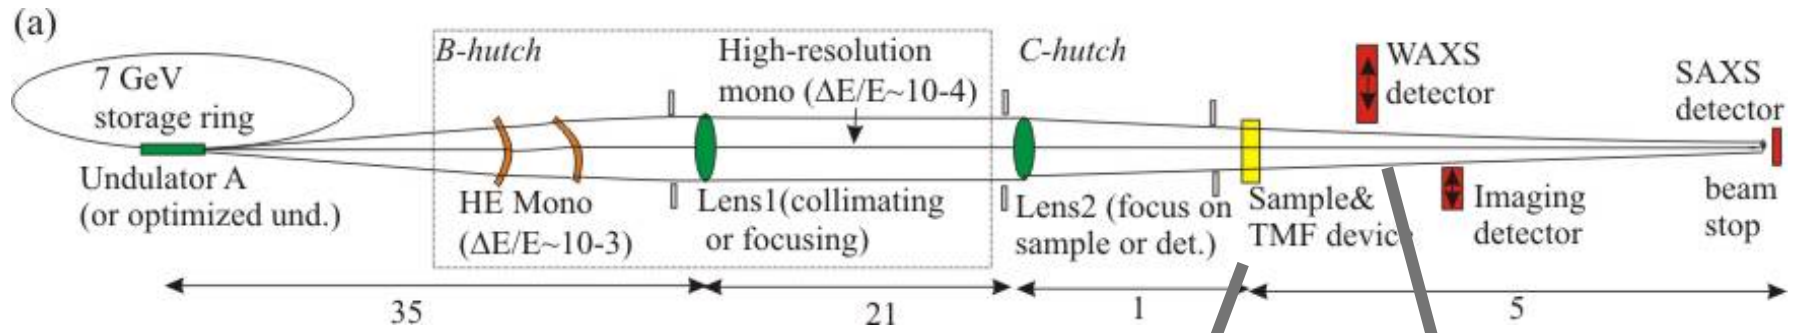 (a)
7 GeV
storage ring
Undulator A
(or optimized und.)
B-hutch
HE Mono
(ΔE/E~10-3)
High-resolution
mono (ΔE/E~10-4)
Lens1(collimating
or focusing)
C-hutch
Lens2 (focus on
sample or det.)
Sample&
TMF device
WAXS
detector
Imaging
detector
SAXS
detector
beam
stop
35
21
1
5